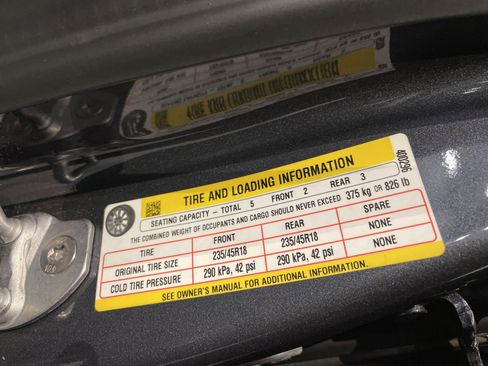 TIRE AND LOADING INFORMATION
SEATING CAPACITY - TOTAL 5 FRONT 2 REAR 3
THE COMBINED WEIGHT OF OCCUPANTS AND CARGO SHOULD NEVER EXCEED 375 kg OR 826 lb
TIRE FRONT REAR SPARE
ORIGINAL TIRE SIZE 235/45R18 235/45R18 NONE
COLD TIRE PRESSURE 290 kPa, 42 psi 290 kPa, 42 psi NONE
SEE OWNER'S MANUAL FOR ADDITIONAL INFORMATION.